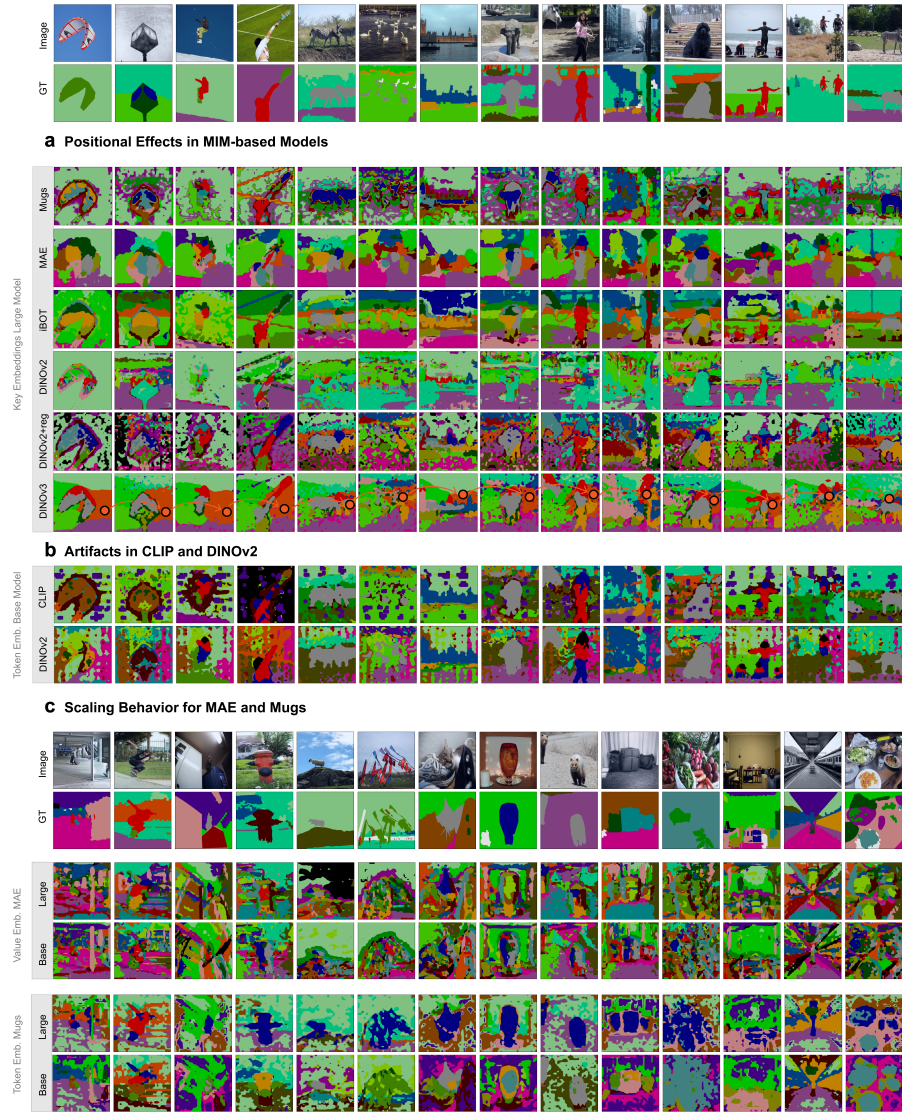 Image
GT
a Positional Effects in MIM-based Models
Key Embeddings Large Model
Mugs
MAE
iBOT
DINOv2
DINOv2+reg
DINOv3
b Artifacts in CLIP and DINOv2
Token Emb. Base Model
CLIP
DINOv2
c Scaling Behavior for MAE and Mugs
Image
GT
Value Emb. MAE
Large
Base
Token Emb. Mugs
Large
Base